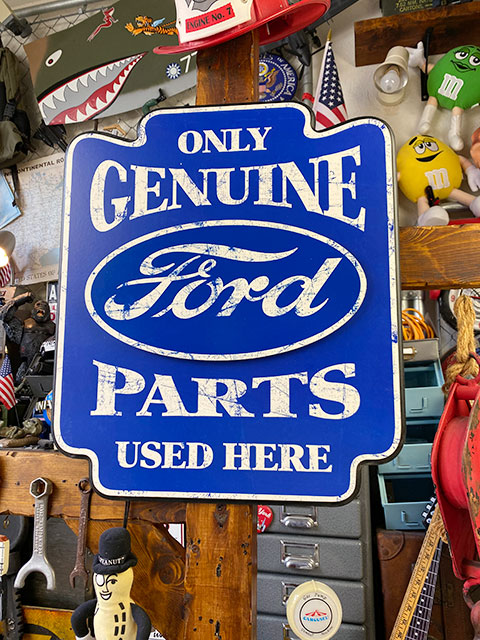 ENGINE No. 7
ONLY
GENUINE
Ford
PARTS
USED HERE
m
m
PEANUT